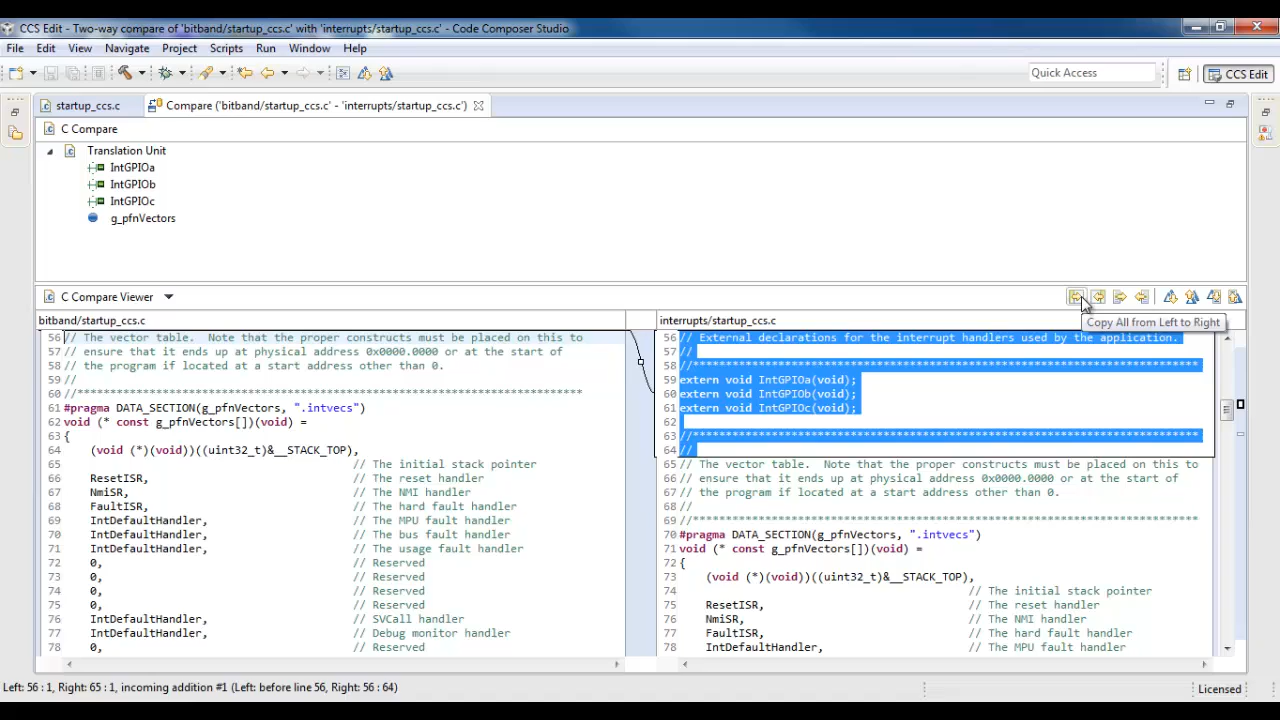 CCS Edit - Two-way compare of 'bitband/startup_ccs.c' with 'interrupts/startup_ccs.c' - Code Composer Studio
File Edit View Navigate Project Scripts Run Window Help
Quick Access
CCS Edit
startup_ccs.c
Compare ('bitband/startup_ccs.c' - 'interrupts/startup_ccs.c')
C Compare
Translation Unit
IntGPIOa
IntGPIOb
IntGPIOc
g_pfnVectors
C Compare Viewer
Copy All from Left to Right
bitband/startup_ccs.c
56 // The vector table.  Note that the proper constructs must be placed on this to
57 // ensure that it ends up at physical address 0x0000.0000 or at the start of
58 // the program if located at a start address other than 0.
59 //
60 //*****************************************************************************
61 #pragma DATA_SECTION(g_pfnVectors, ".intvecs")
62 void (* const g_pfnVectors[])(void) =
63 {
64     (void (*)(void))((uint32_t)&__STACK_TOP),
65                                             // The initial stack pointer
66     ResetISR,                               // The reset handler
67     NmiSR,                                  // The NMI handler
68     FaultISR,                               // The hard fault handler
69     IntDefaultHandler,                      // The MPU fault handler
70     IntDefaultHandler,                      // The bus fault handler
71     IntDefaultHandler,                      // The usage fault handler
72     0,                                      // Reserved
73     0,                                      // Reserved
74     0,                                      // Reserved
75     0,                                      // Reserved
76     IntDefaultHandler,                      // SVCall handler
77     IntDefaultHandler,                      // Debug monitor handler
78     0,                                      // Reserved
interrupts/startup_ccs.c
56 // External declarations for the interrupt handlers used by the application.
57 //
58 //*****************************************************************************
59 extern void IntGPIOa(void);
60 extern void IntGPIOb(void);
61 extern void IntGPIOc(void);
62
63 //*****************************************************************************
64 //
65 // The vector table.  Note that the proper constructs must be placed on this to
66 // ensure that it ends up at physical address 0x0000.0000 or at the start of
67 // the program if located at a start address other than 0.
68 //
69 //*****************************************************************************
70 #pragma DATA_SECTION(g_pfnVectors, ".intvecs")
71 void (* const g_pfnVectors[])(void) =
72 {
73     (void (*)(void))((uint32_t)&__STACK_TOP),
74                                             // The initial stack pointer
75     ResetISR,                               // The reset handler
76     NmiSR,                                  // The NMI handler
77     FaultISR,                               // The hard fault handler
78     IntDefaultHandler,                      // The MPU fault handler
Left: 56 : 1, Right: 65 : 1, incoming addition #1 (Left: before line 56, Right: 56 : 64)
Licensed